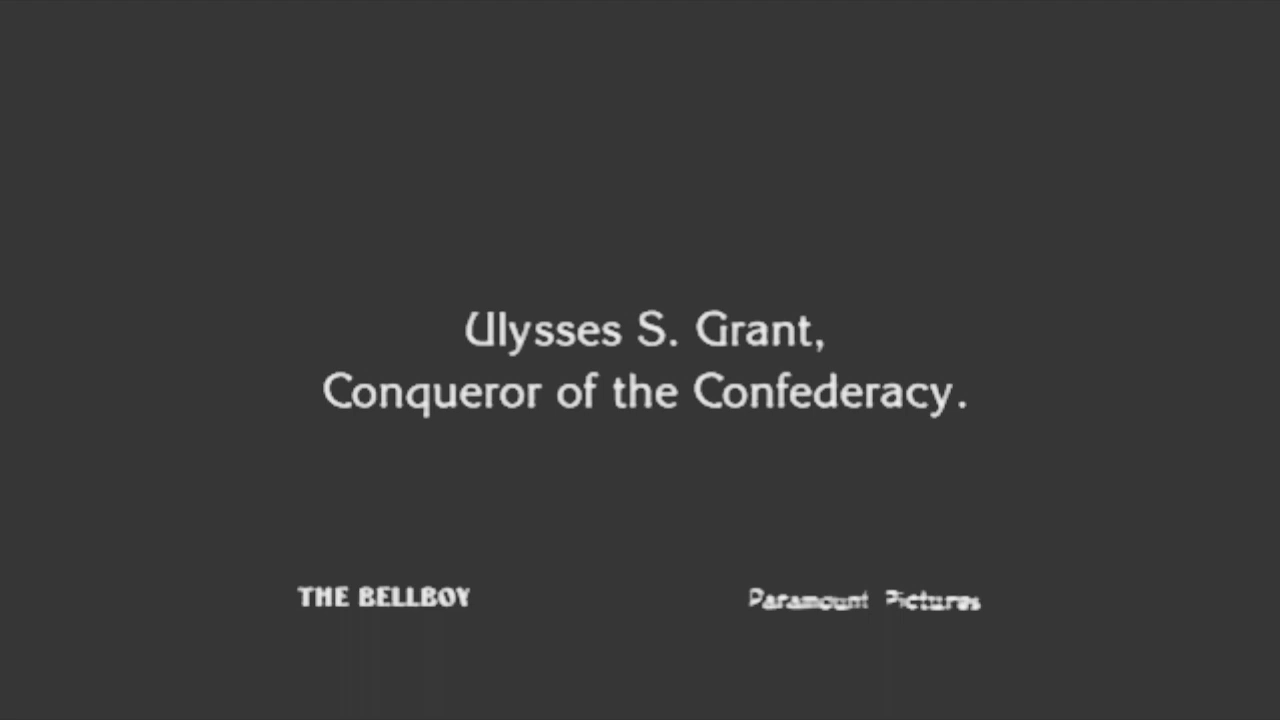 Ulysses S. Grant,
Conqueror of the Confederacy.
THE BELLBOY Paramount Pictures